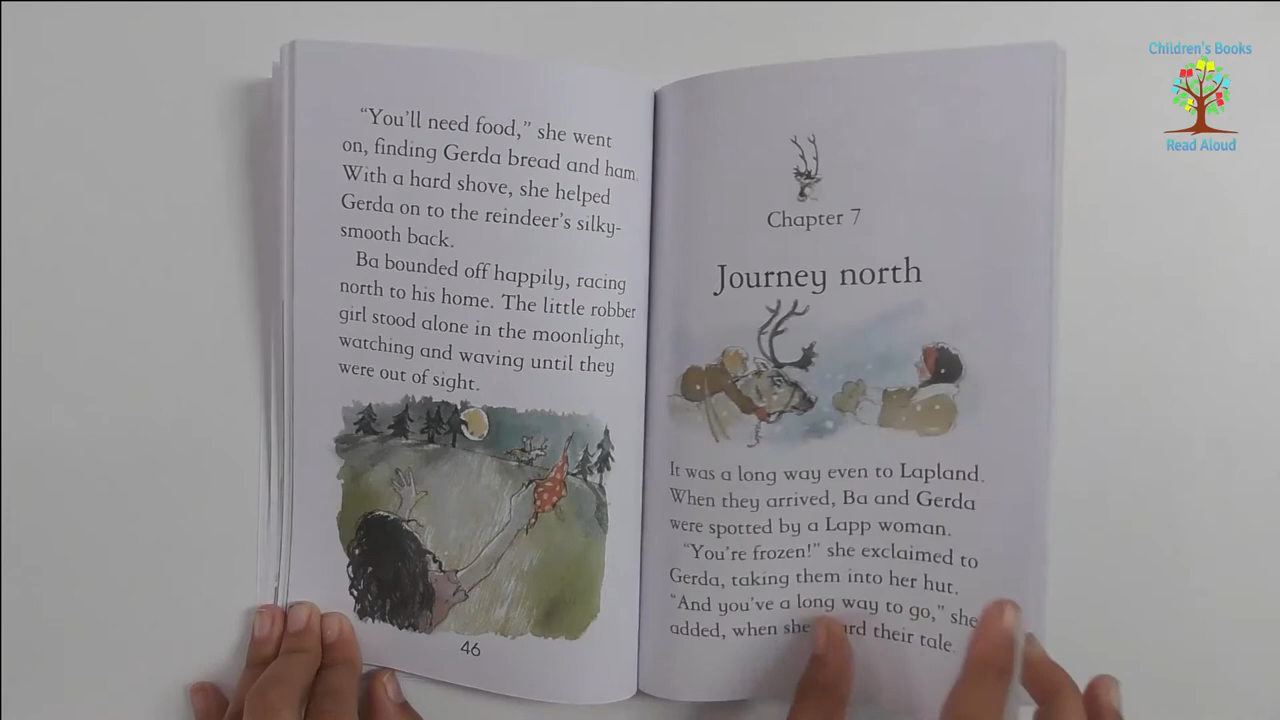 “You’ll need food,” she went
on, finding Gerda bread and ham.
With a hard shove, she helped
Gerda on to the reindeer’s silky-
smooth back.
Ba bounded off happily, racing
north to his home. The little robber
girl stood alone in the moonlight,
watching and waving until they
were out of sight.
46
Chapter 7
Journey north
It was a long way even to Lapland.
When they arrived, Ba and Gerda
were spotted by a Lapp woman.
“You’re frozen!” she exclaimed to
Gerda, taking them into her hut.
“And you’ve a long way to go,” she
added, when she their tale.
Children's Books
Read Aloud